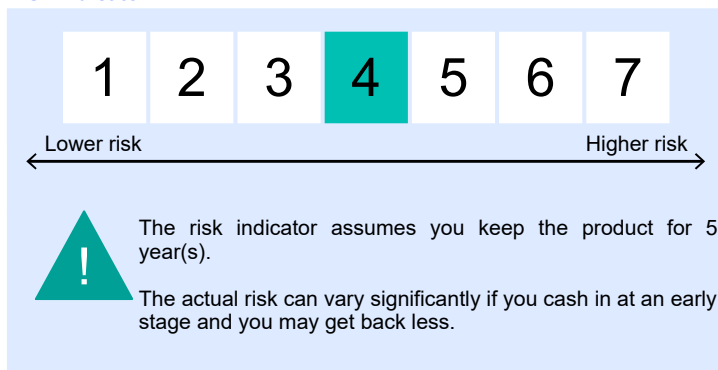 1 2 3 4 5 6 7
Lower risk Higher risk
!
The risk indicator assumes you keep the product for 5
year(s).
The actual risk can vary significantly if you cash in at an early
stage and you may get back less.